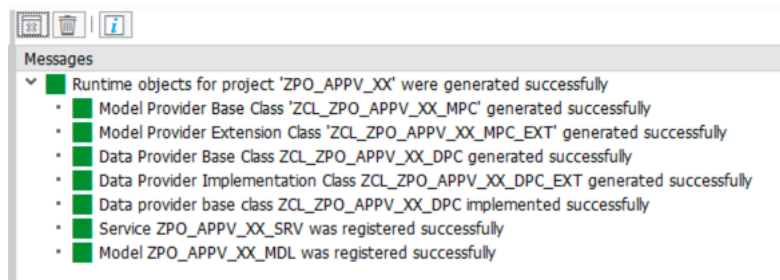 Messages
Runtime objects for project 'ZPO_APPV_XX' were generated successfully
Model Provider Base Class 'ZCL_ZPO_APPV_XX_MPC' generated successfully
Model Provider Extension Class 'ZCL_ZPO_APPV_XX_MPC_EXT' generated successfully
Data Provider Base Class ZCL_ZPO_APPV_XX_DPC generated successfully
Data Provider Implementation Class ZCL_ZPO_APPV_XX_DPC_EXT generated successfully
Data provider base class ZCL_ZPO_APPV_XX_DPC implemented successfully
Service ZPO_APPV_XX_SRV was registered successfully
Model ZPO_APPV_XX_MDL was registered successfully